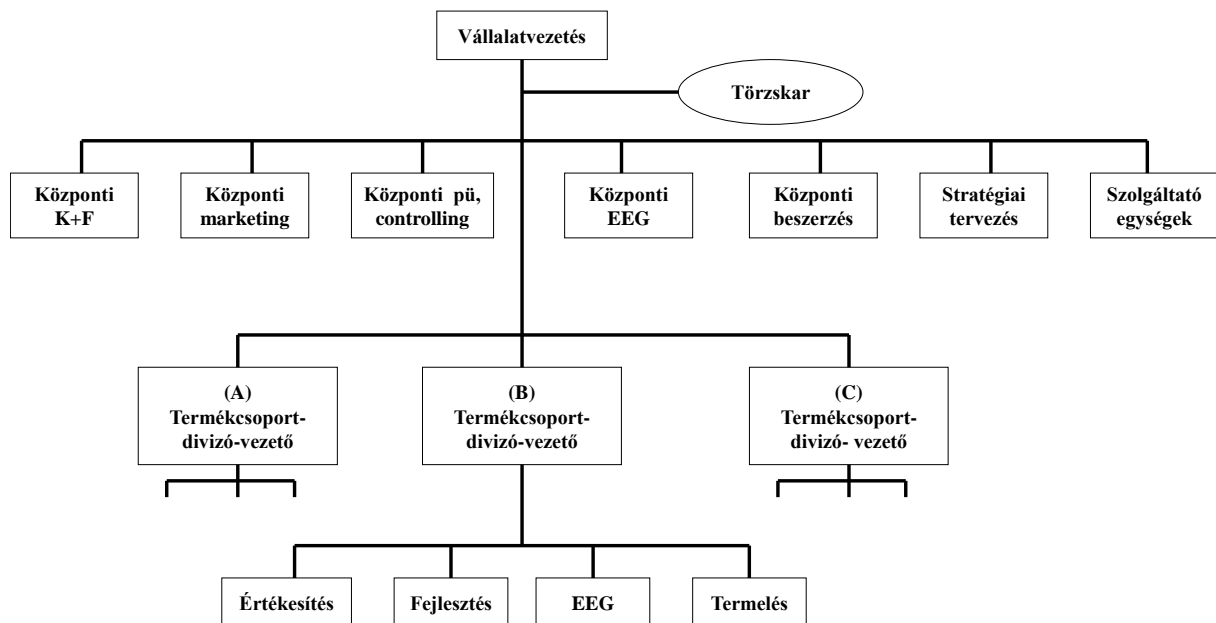 Vállalatvezetés
Törzskar
Központi
K+F
Központi
marketing
Központi pü,
controlling
Központi
EEG
Központi
beszerzés
Stratégiai
tervezés
Szolgáltató
egységek
(A)
Termékcsoport-
divizó-vezető
(B)
Termékcsoport-
divizó-vezető
(C)
Termékcsoport-
divizó- vezető
Értékesítés
Fejlesztés
EEG
Termelés